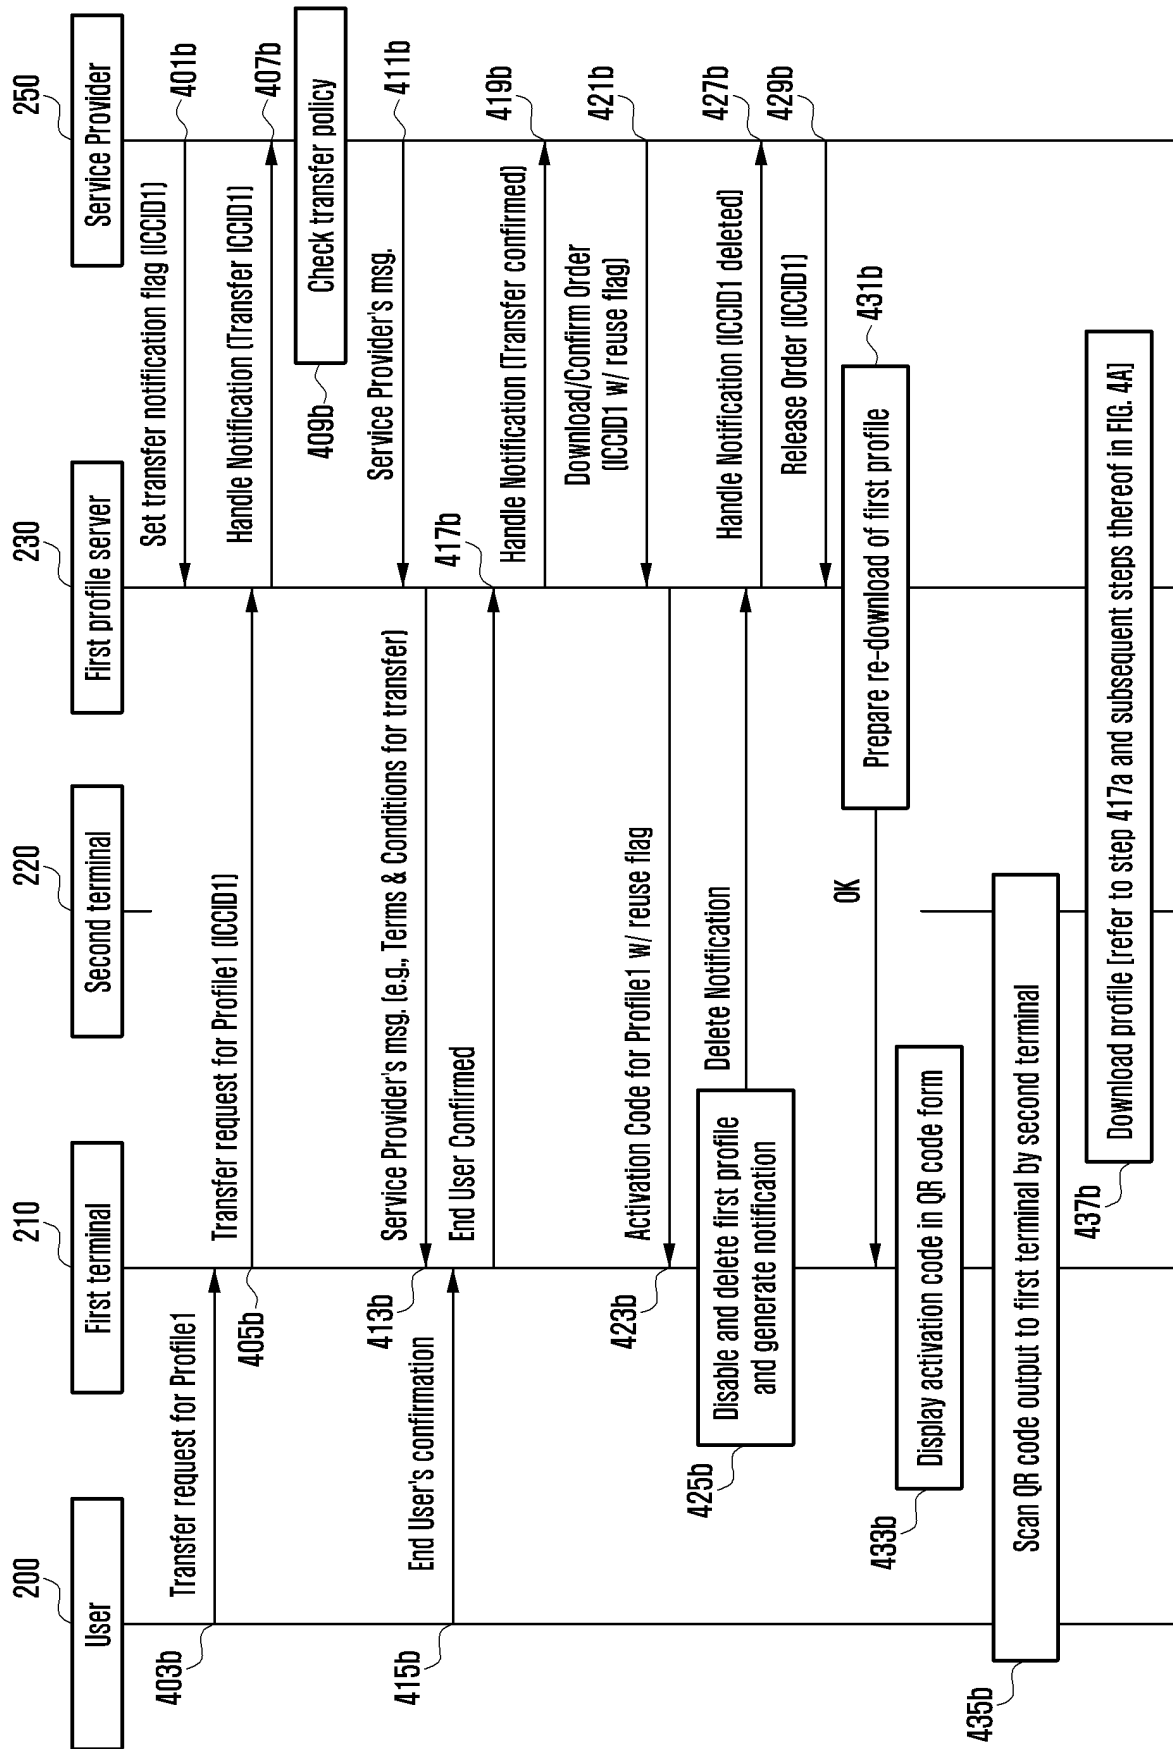 200
User
210
First terminal
220
Second terminal
230
First profile server
250
Service Provider
Set transfer notification flag (ICCID1)
401b
Transfer request for Profile1
403b
Transfer request for Profile1 (ICCID1)
405b
Handle Notification (Transfer ICCID1)
407b
Check transfer policy
409b
Service Provider's msg.
411b
Service Provider's msg. (e.g., Terms & Conditions for transfer)
413b
End User's confirmation
415b
End User Confirmed
417b
Handle Notification (Transfer confirmed)
419b
Download/Confirm Order
(ICCID1 w/ reuse flag)
421b
Activation Code for Profile1 w/ reuse flag
423b
Disable and delete first profile
and generate notification
425b
Delete Notification
Handle Notification (ICCID1 deleted)
427b
Release Order (ICCID1)
429b
Prepare re-download of first profile
431b
OK
Display activation code in QR code form
433b
Scan QR code output to first terminal by second terminal
435b
Download profile [refer to step 417a and subsequent steps thereof in FIG. 4A]
437b